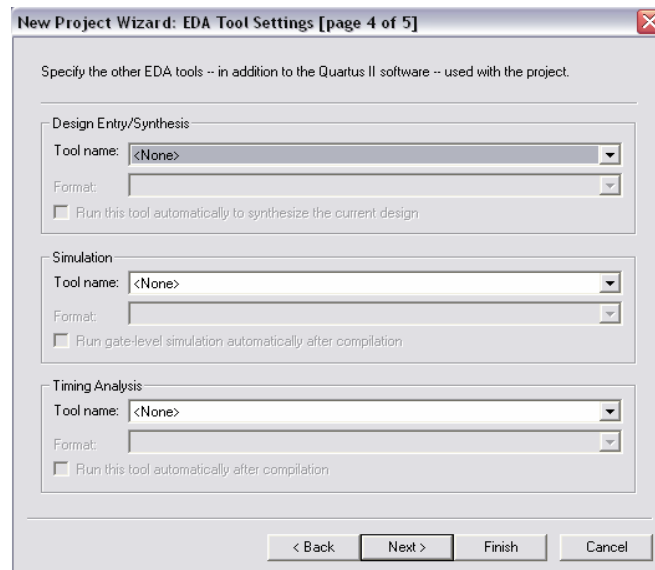 New Project Wizard: EDA Tool Settings [page 4 of 5]
Specify the other EDA tools -- in addition to the Quartus II software -- used with the project.
Design Entry/Synthesis
Tool name: <None>
Format:
Run this tool automatically to synthesize the current design
Simulation
Tool name: <None>
Format:
Run gate-level simulation automatically after compilation
Timing Analysis
Tool name: <None>
Format:
Run this tool automatically after compilation
< Back Next > Finish Cancel